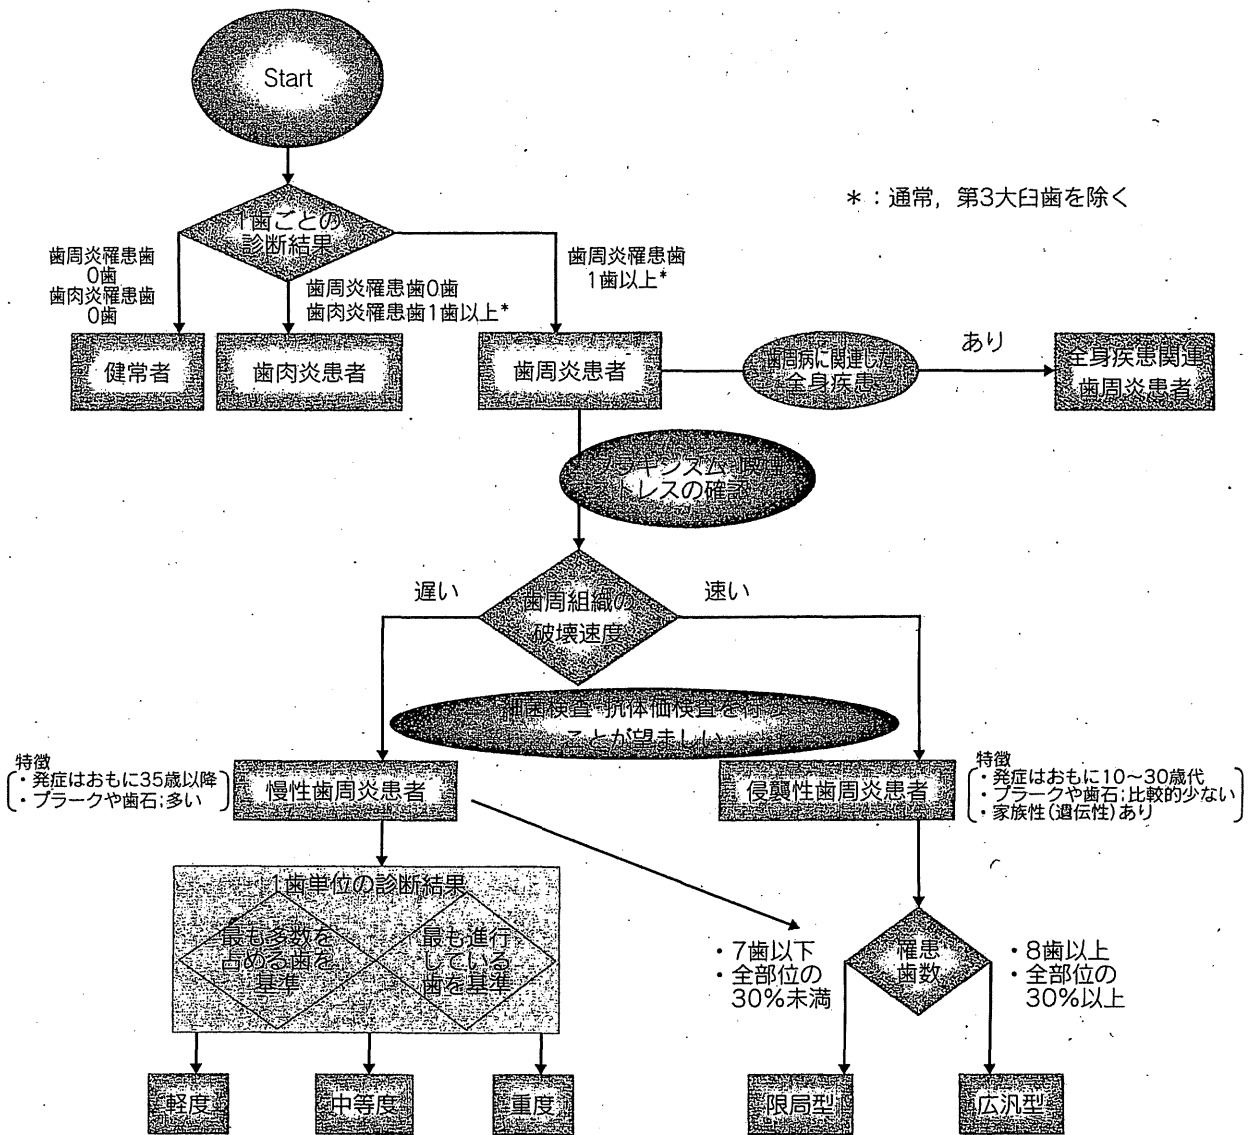 Start
*：通常，第3大臼歯を除く
1歯ごとの
診断結果
歯周炎罹患歯
0歯
歯肉炎罹患歯
0歯
歯周炎罹患歯0歯
歯肉炎罹患歯1歯以上*
歯周炎罹患歯
1歯以上*
健常者
歯肉炎患者
歯周炎患者
歯周病に関連した
全身疾患
あり
全身疾患関連
歯周炎患者
トレスの確認
遅い
歯周組織の
破壊速度
速い
細菌検査 抗体価検査を行う
ことが望ましい
特徴
・発症はおもに35歳以降
・プラークや歯石；多い
慢性歯周炎患者
侵襲性歯周炎患者
特徴
・発症はおもに10〜30歳代
・プラークや歯石；比較的少ない
・家族性(遺伝性)あり
1歯単位の診断結果
最も多数を
占める歯を
基準
最も進行
している
歯を基準
・7歯以下
・全部位の
30％未満
罹患
歯数
・8歯以上
・全部位の
30％以上
軽度
中等度
重度
限局型
広汎型